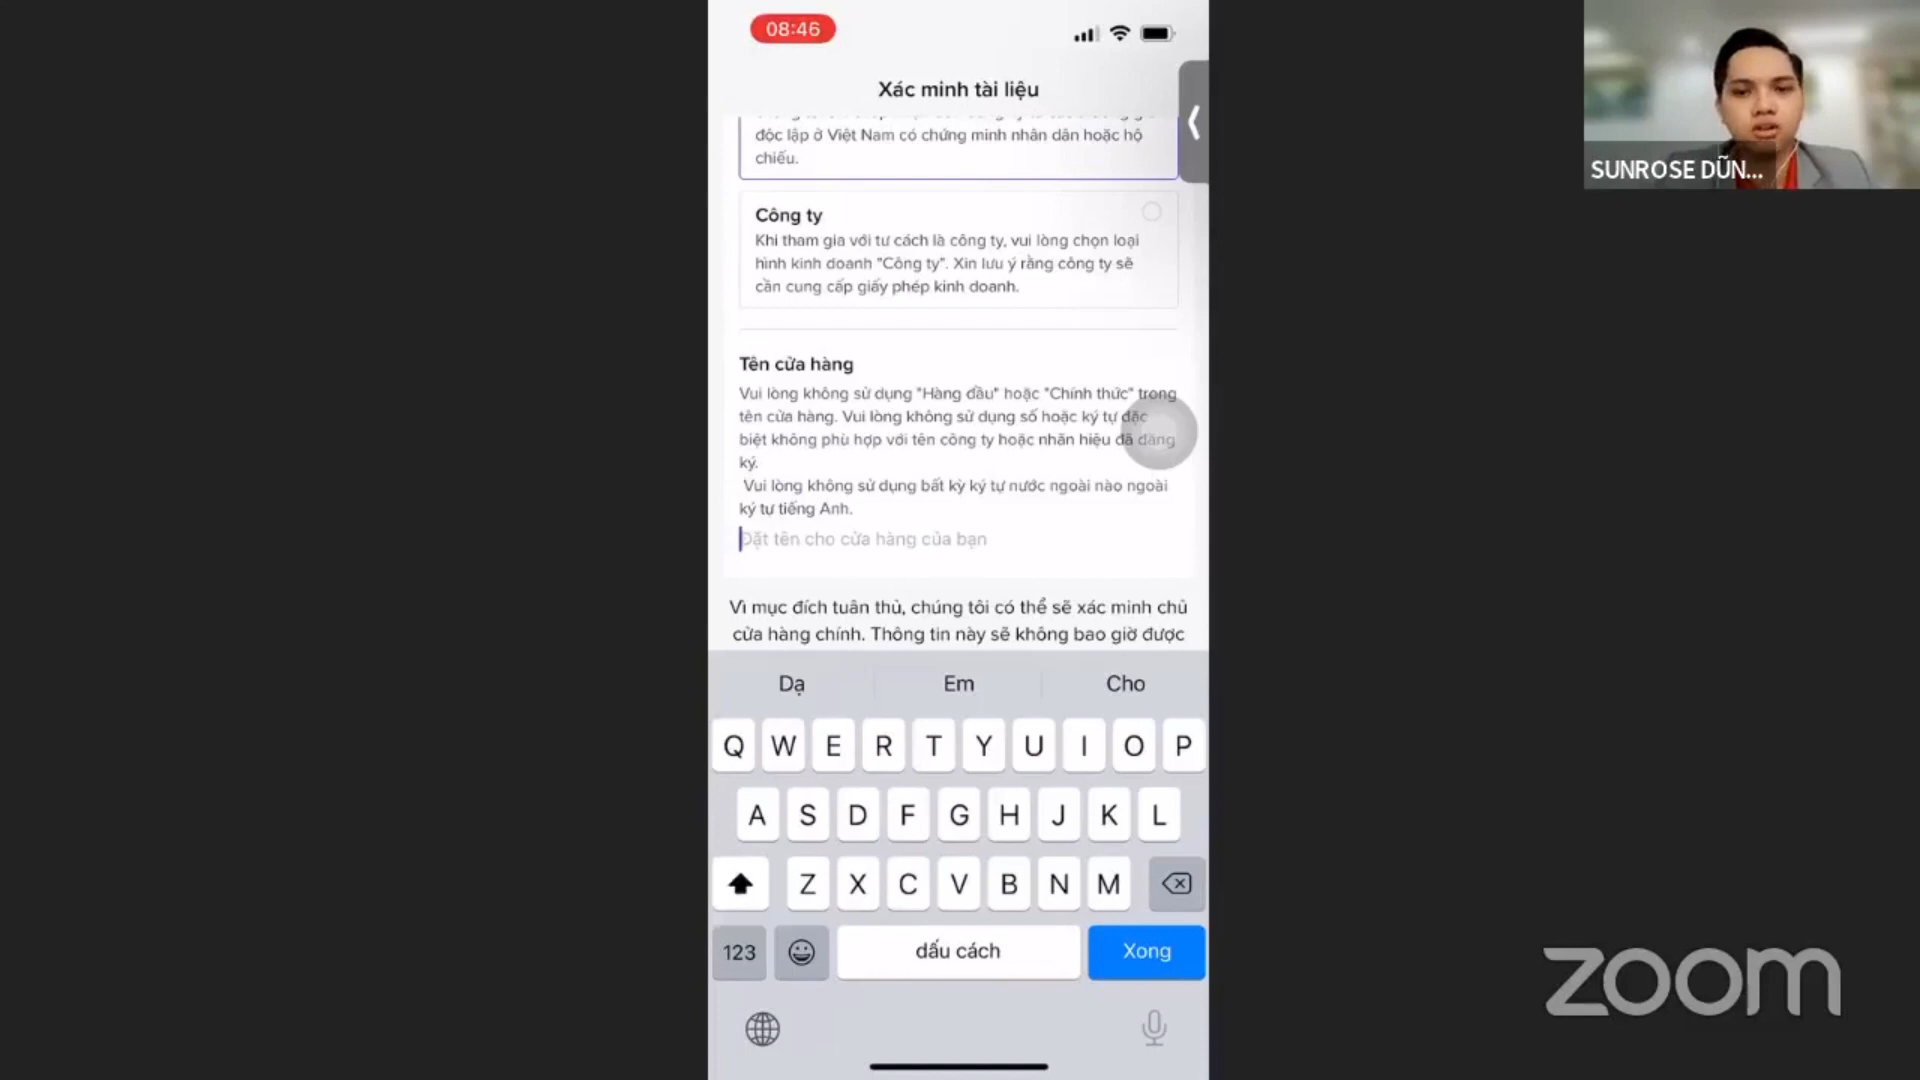 08:46
Xác minh tài liệu
độc lập ở Việt Nam có chứng minh nhân dân hoặc hộ
chiếu.
Công ty
Khi tham gia với tư cách là công ty, vui lòng chọn loại
hình kinh doanh "Công ty". Xin lưu ý rằng công ty sẽ
cần cung cấp giấy phép kinh doanh.
Tên cửa hàng
Vui lòng không sử dụng "Hàng đầu" hoặc "Chính thức" trong
tên cửa hàng. Vui lòng không sử dụng số hoặc ký tự đặc
biệt không phù hợp với tên công ty hoặc nhãn hiệu đã đăng
ký.
Vui lòng không sử dụng bất kỳ ký tự nước ngoài nào ngoài
ký tự tiếng Anh.
Đặt tên cho cửa hàng của bạn
Vì mục đích tuân thủ, chúng tôi có thể sẽ xác minh chủ
cửa hàng chính. Thông tin này sẽ không bao giờ được
Dạ Em Cho
Q W E R T Y U I O P
A S D F G H J K L
Z X C V B N M
123 dấu cách Xong
SUNROSE DŨN...
zoom